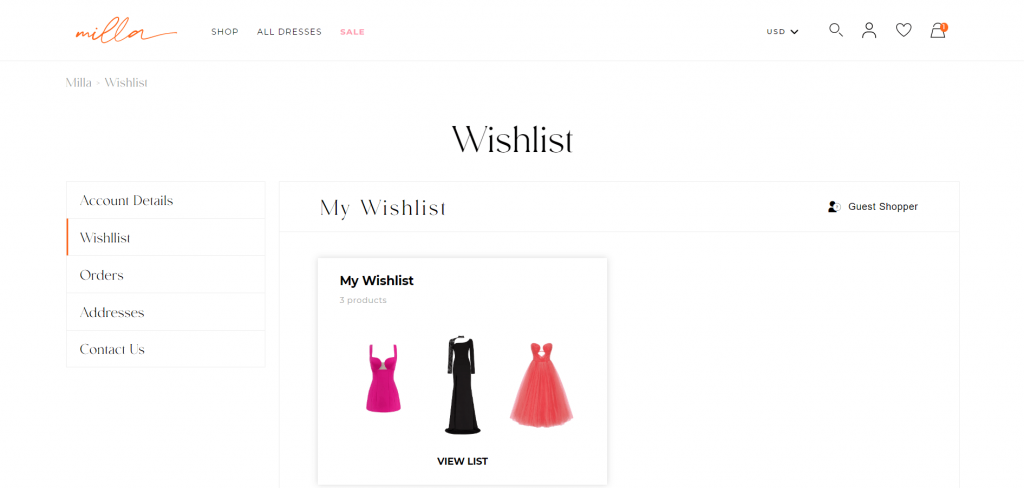 milla SHOP ALL DRESSES SALE USD 1
Milla - Wishlist
Wishlist
Account Details
Wishllist
Orders
Addresses
Contact Us
My Wishlist Guest Shopper
My Wishlist
3 products
VIEW LIST